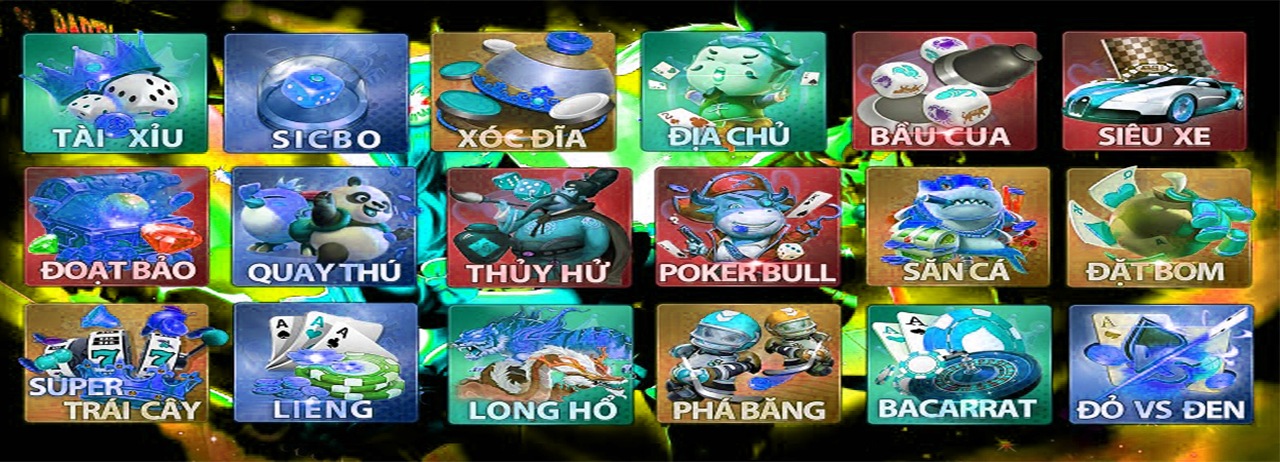 TÀI XỈU
SICBO
XÓC ĐĨA
ĐỊA CHỦ
BẦU CUA
SIÊU XE
ĐOẠT BẢO
QUAY THÚ
THỦY HỬ
POKER BULL
SĂN CÁ
ĐẶT BOM
SUPER
TRÁI CÂY
LIÊNG
LONG HỔ
PHÁ BĂNG
BACARRAT
ĐỎ VS ĐEN